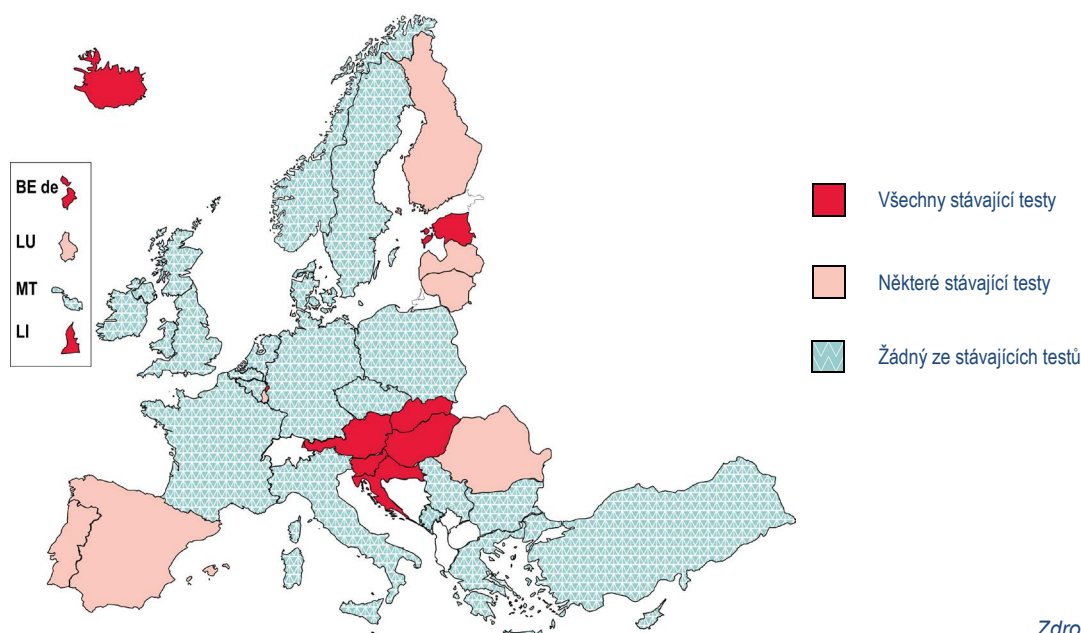 BE de
LU
MT
LI
Všechny stávající testy
Některé stávající testy
Žádný ze stávajících testů
Zdro